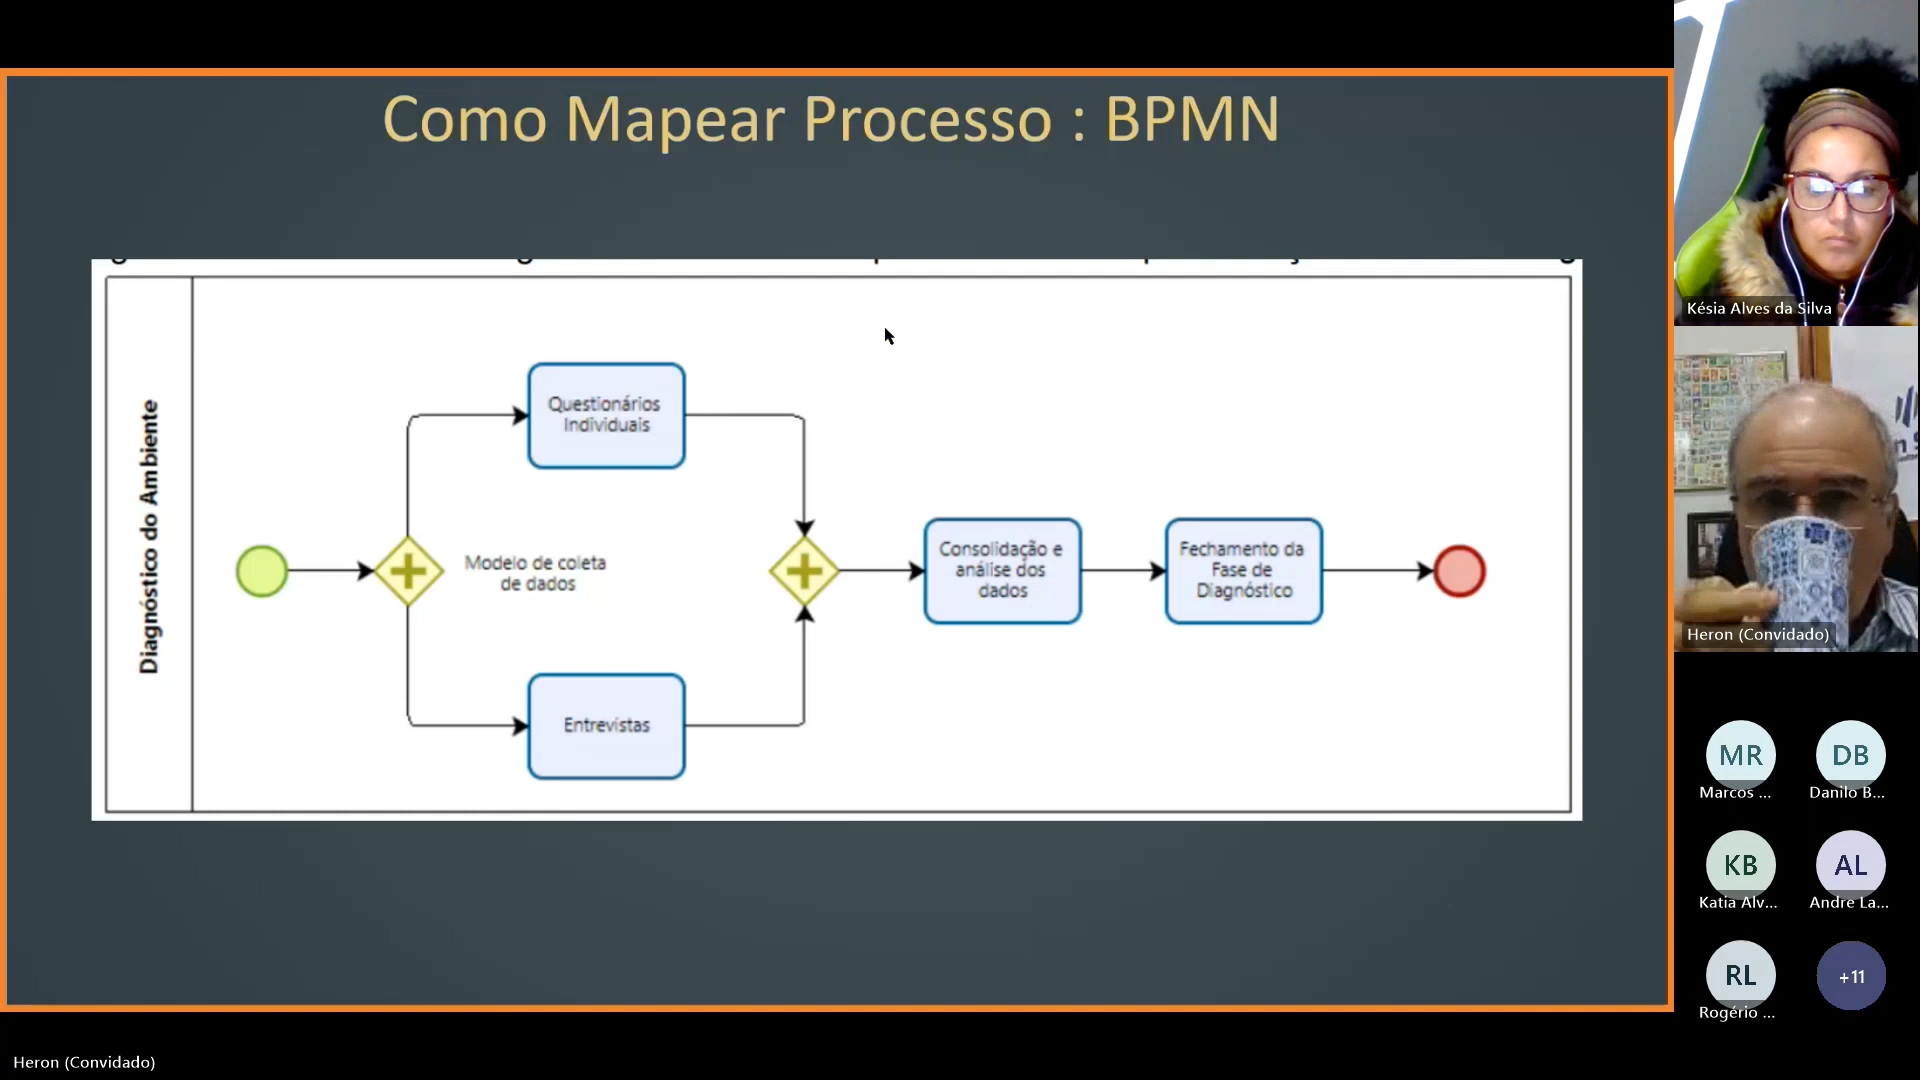 Como Mapear Processo : BPMN
Diagnóstico do Ambiente
Questionários
Individuais
Modelo de coleta
de dados
Entrevistas
Consolidação e
análise dos
dados
Fechamento da
Fase de
Diagnóstico
Késia Alves da Silva
Heron (Convidado)
MR
Marcos ...
DB
Danilo B...
KB
Katia Alv...
AL
Andre La...
RL
Rogério ...
+11
Heron (Convidado)